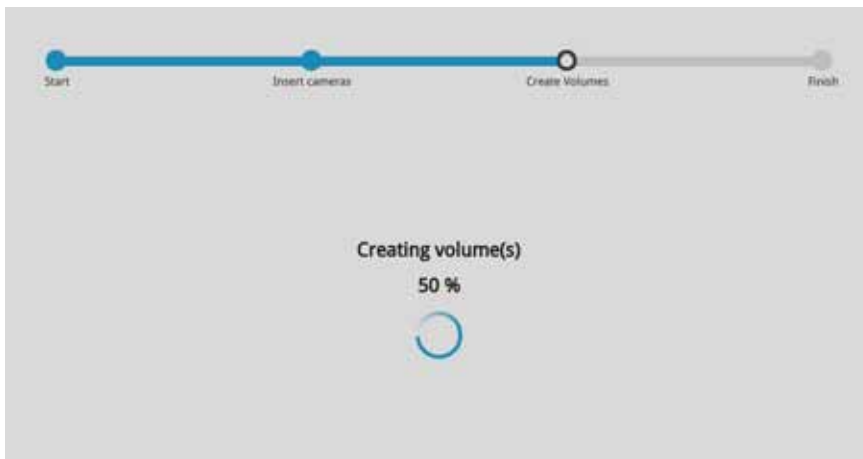 Start
Insert cameras
Create Volumes
Finish
Creating volume(s)
50 %